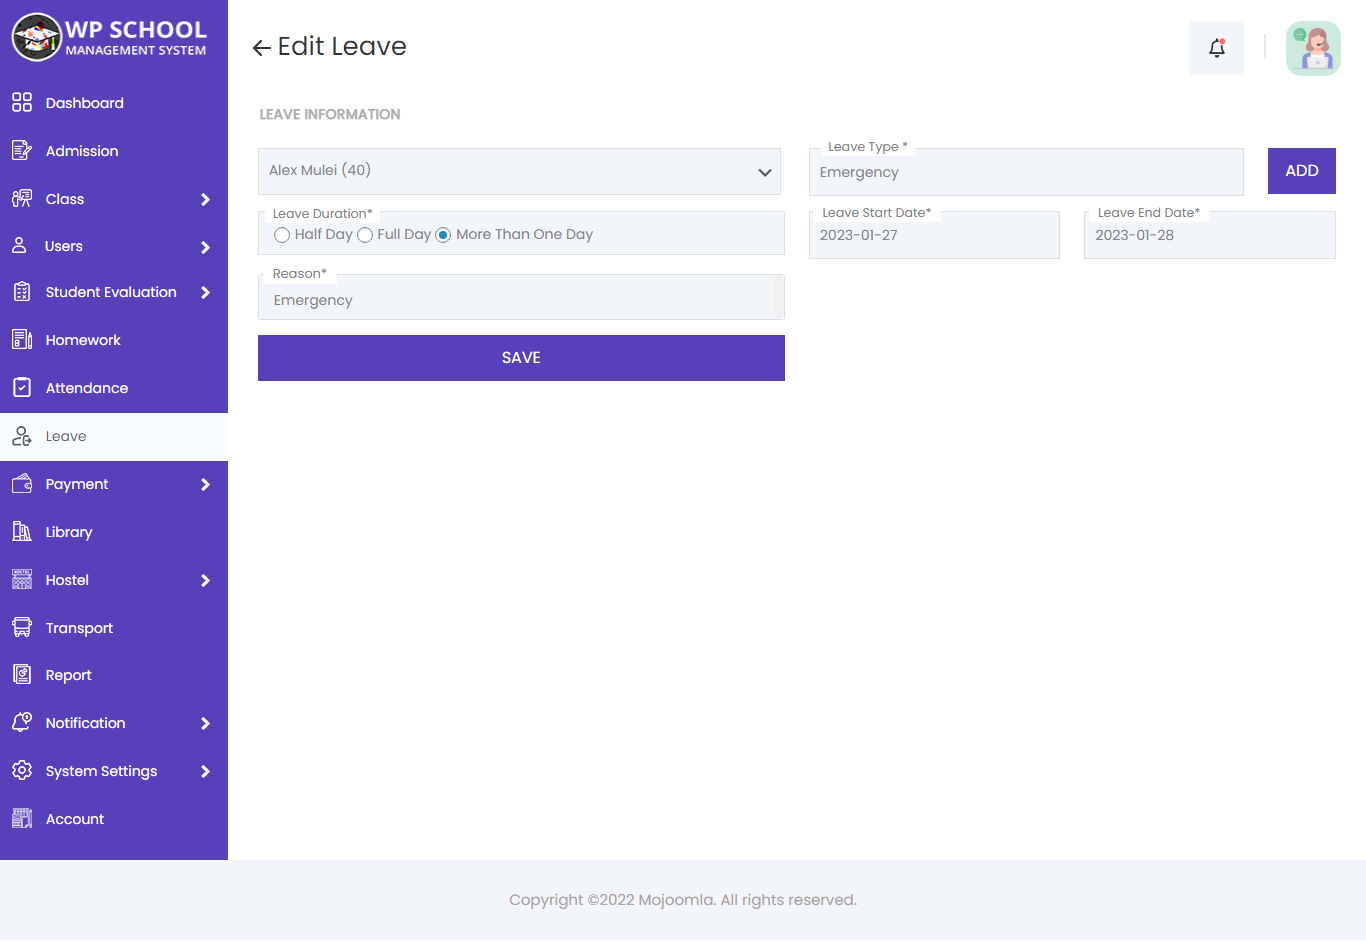 WP SCHOOL
MANAGEMENT SYSTEM
Dashboard
Admission
Class
Users
Student Evaluation
Homework
Attendance
Leave
Payment
Library
HOSTEL
Hostel
Transport
Report
Notification
System Settings
Account
Edit Leave
LEAVE INFORMATION
Alex Mulei (40)
Leave Type *
Emergency
ADD
Leave Duration*
Half Day Full Day More Than One Day
Leave Start Date*
2023-01-27
Leave End Date*
2023-01-28
Reason*
Emergency
SAVE
Copyright ©2022 Mojoomla. All rights reserved.